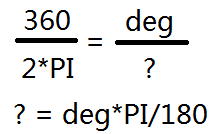 360 = deg
2*PI ?
? = deg*PI/180